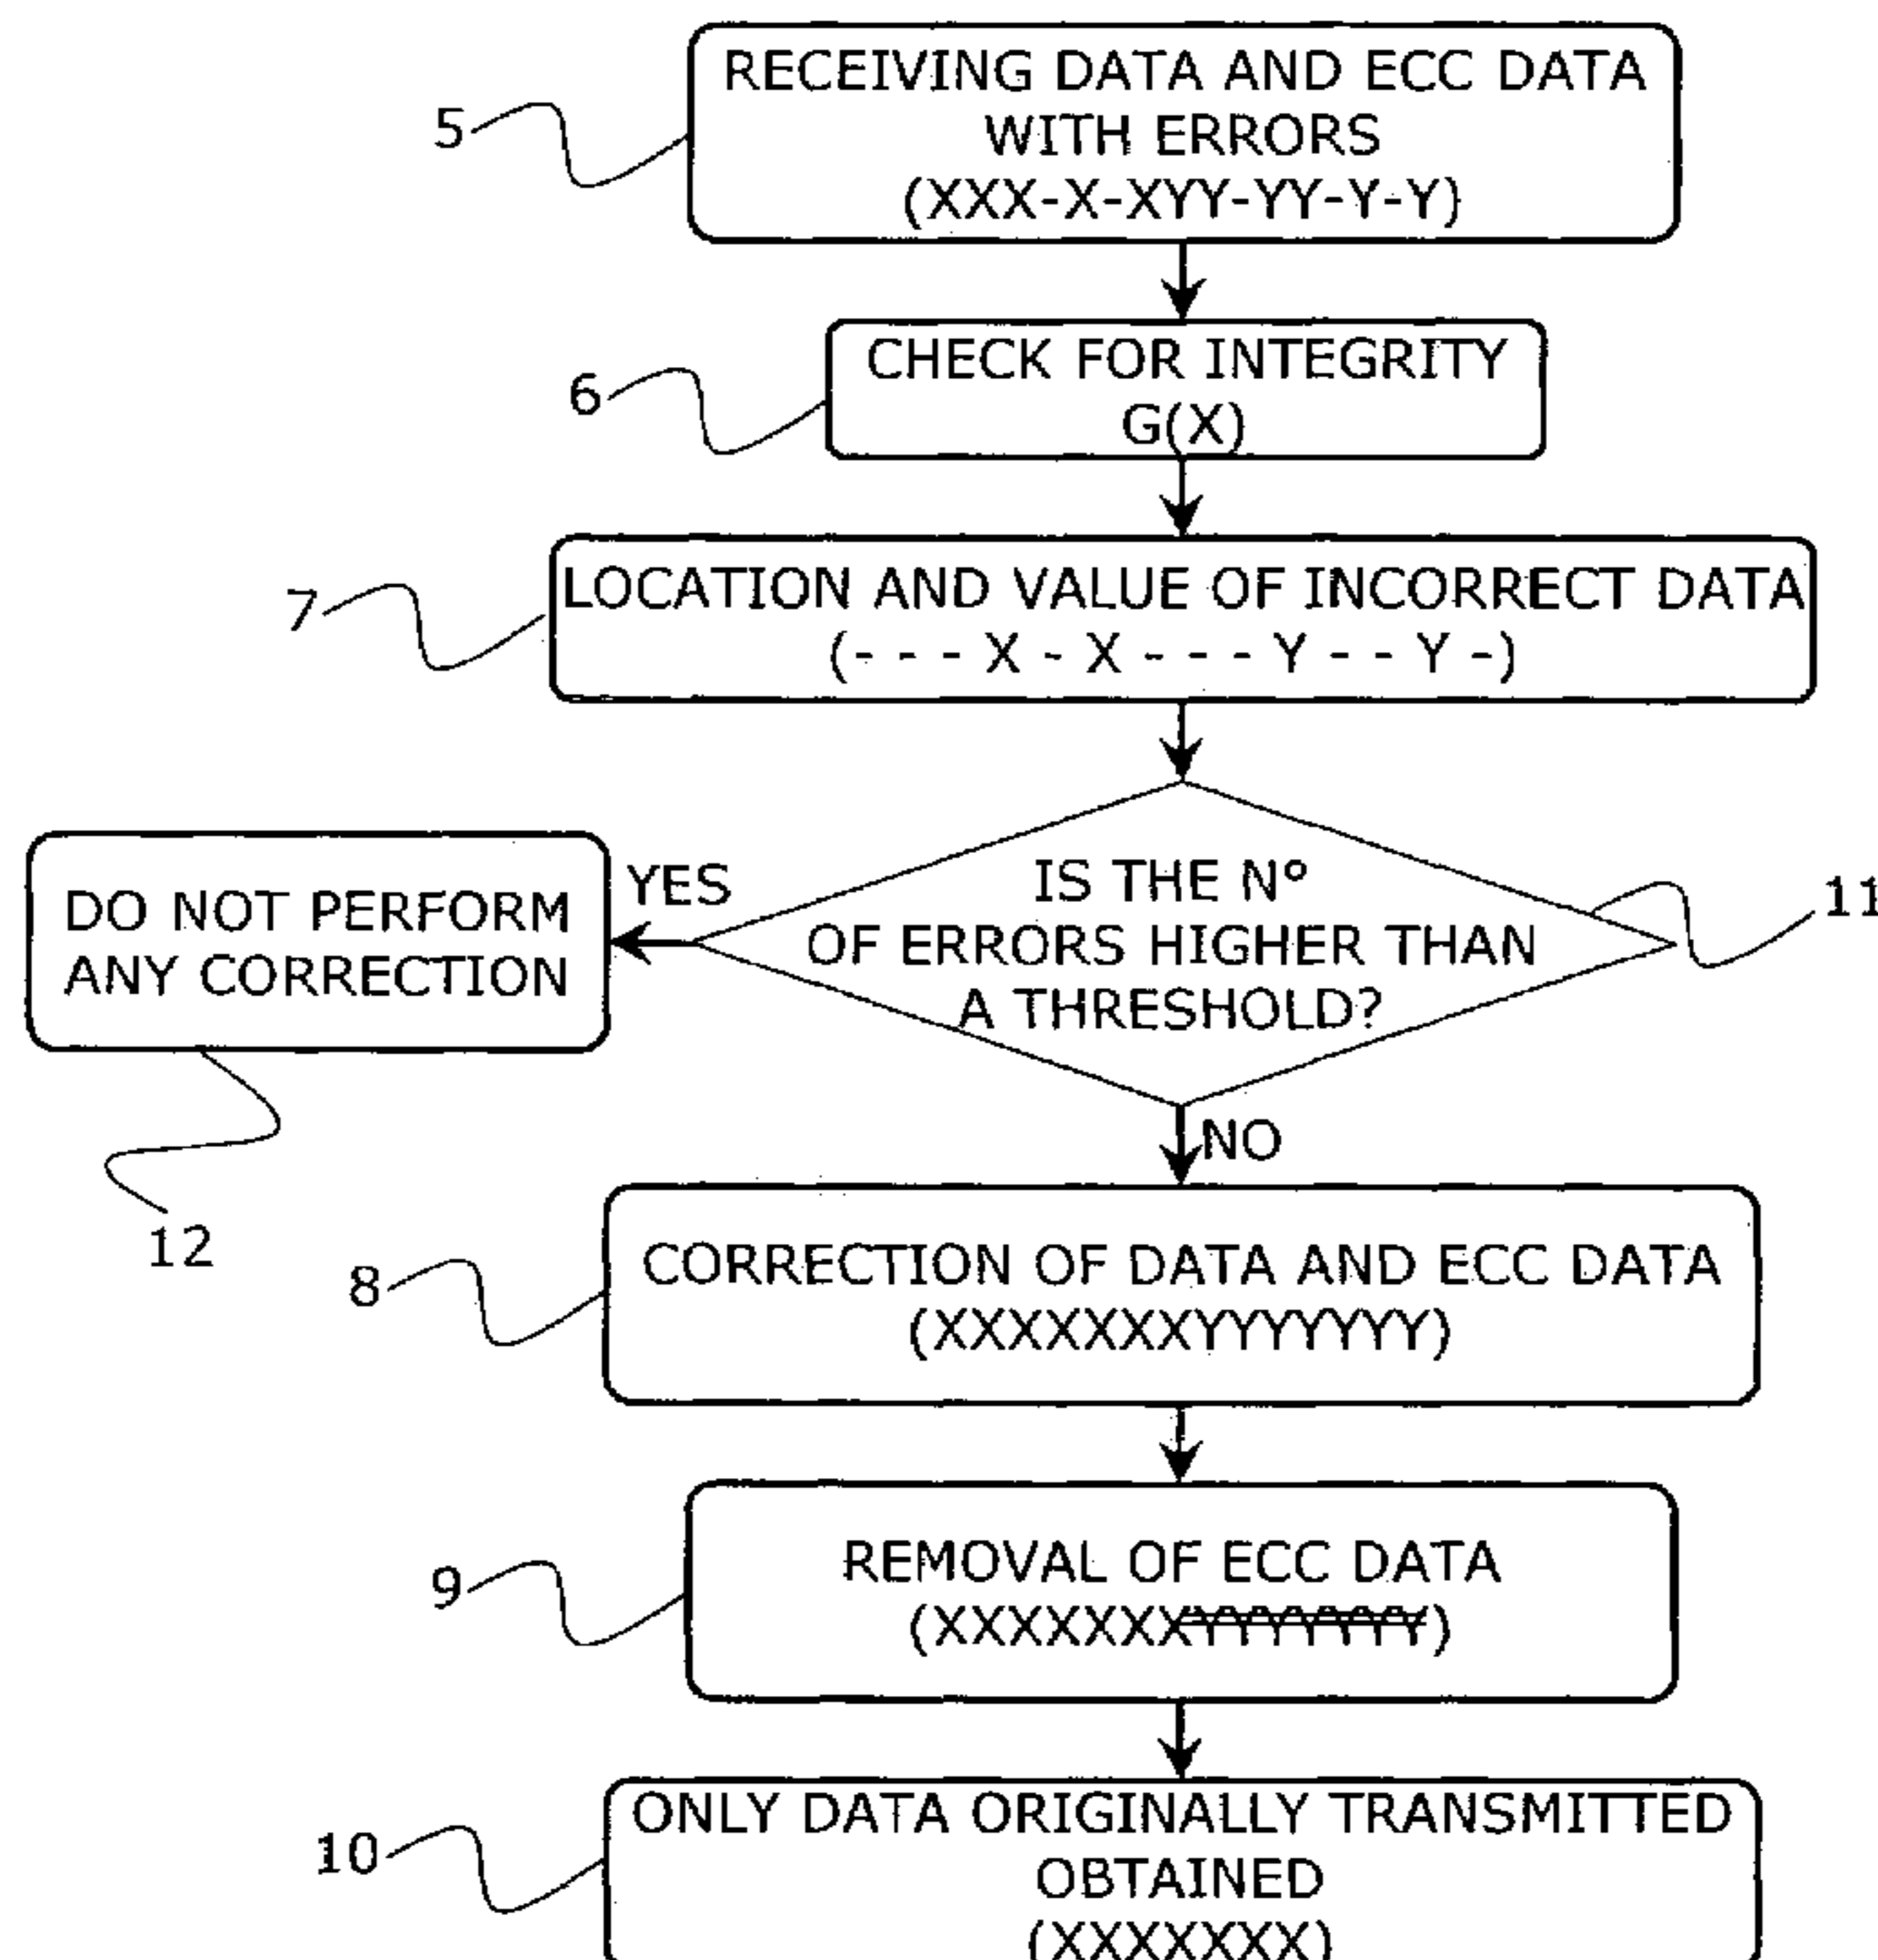 5
RECEIVING DATA AND ECC DATA
WITH ERRORS
(XXX-X-XYY-YY-Y-Y)
6
CHECK FOR INTEGRITY
G(X)
7
LOCATION AND VALUE OF INCORRECT DATA
(- - - X - X - - - Y - - Y -)
IS THE Nº
OF ERRORS HIGHER THAN
A THRESHOLD?
11
YES
DO NOT PERFORM
ANY CORRECTION
12
NO
8
CORRECTION OF DATA AND ECC DATA
(XXXXXXXYYYYYYY)
9
REMOVAL OF ECC DATA
(XXXXXXXYYYYYYY)
10
ONLY DATA ORIGINALLY TRANSMITTED
OBTAINED
(XXXXXXX)